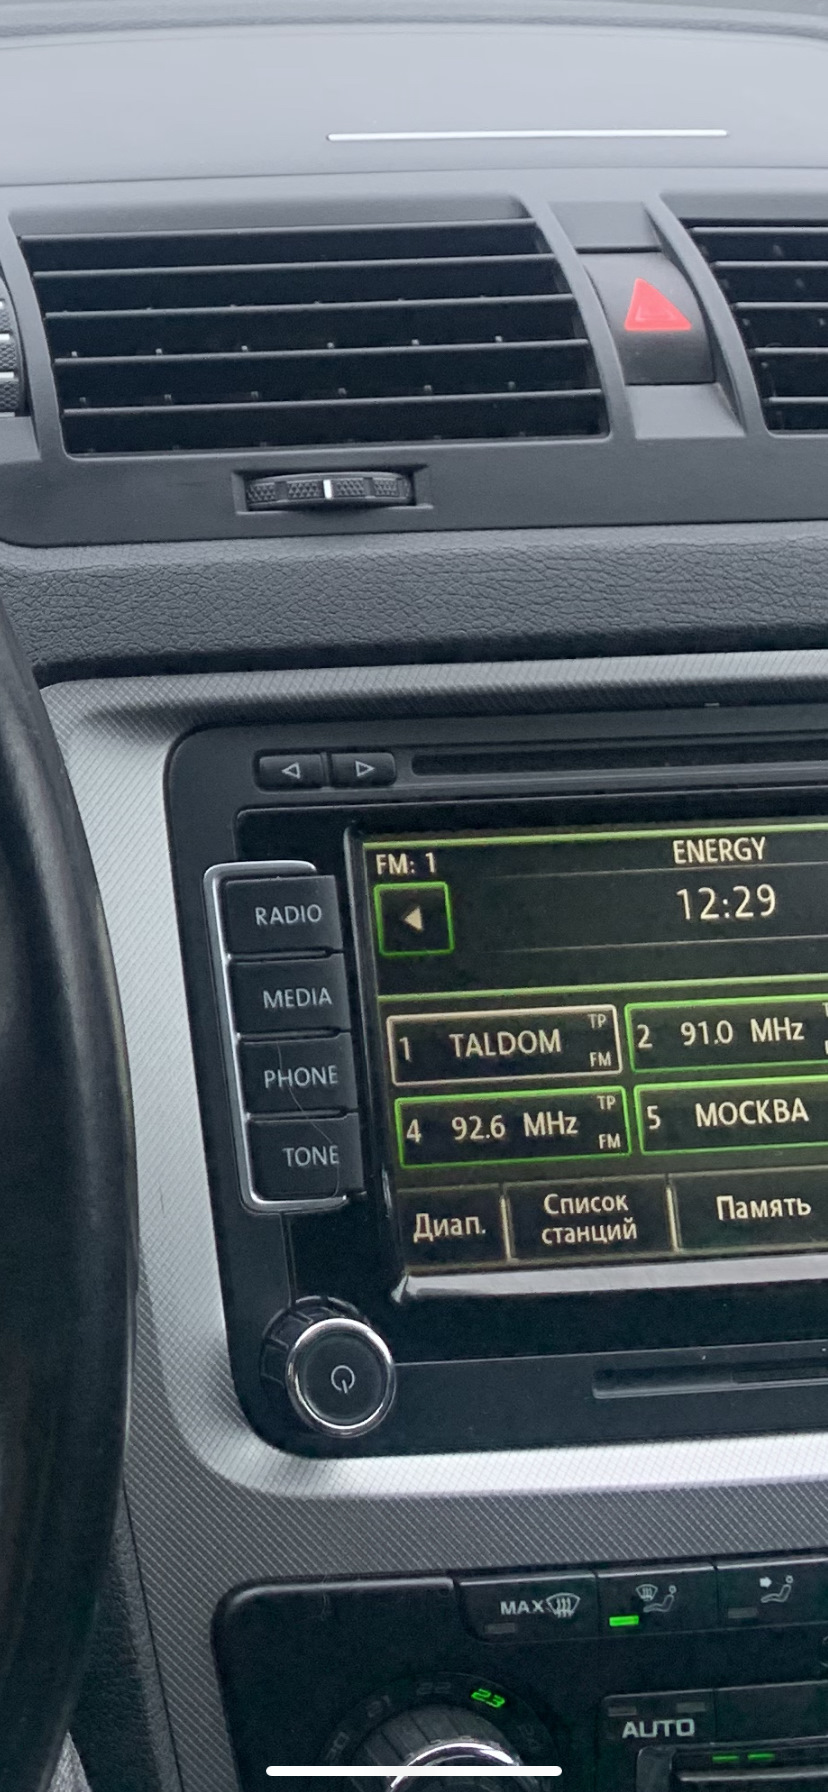 FM: 1
ENERGY
12:29
RADIO
MEDIA
PHONE
TONE
1 TALDOM TP FM
2 91.0 MHz
4 92.6 MHz TP FM
5 МОСКВА
Диап.
Список
станций
Память
MAX
22
23
AUTO